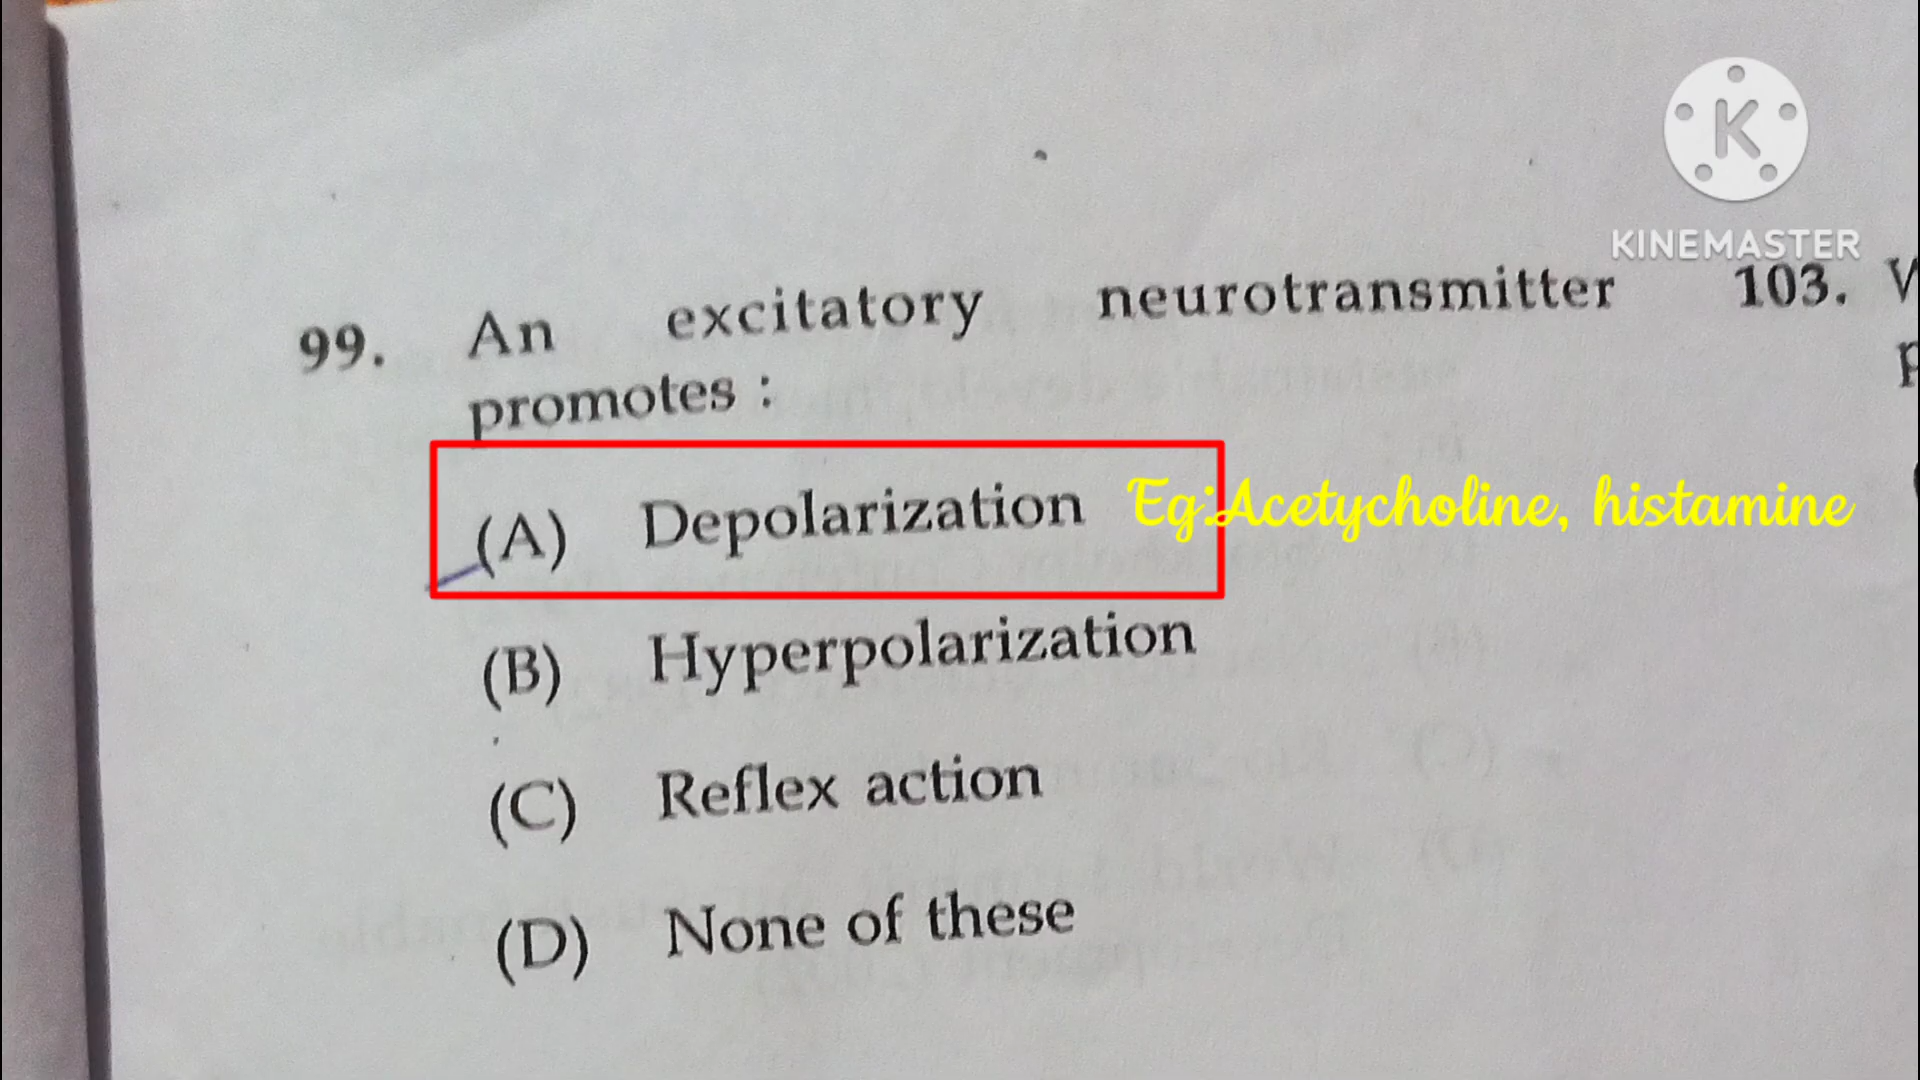 K
KINEMASTER
99. An excitatory neurotransmitter
promotes :
(A) Depolarization Eg:Acetycholine, histamine
(B) Hyperpolarization
(C) Reflex action
(D) None of these
103.